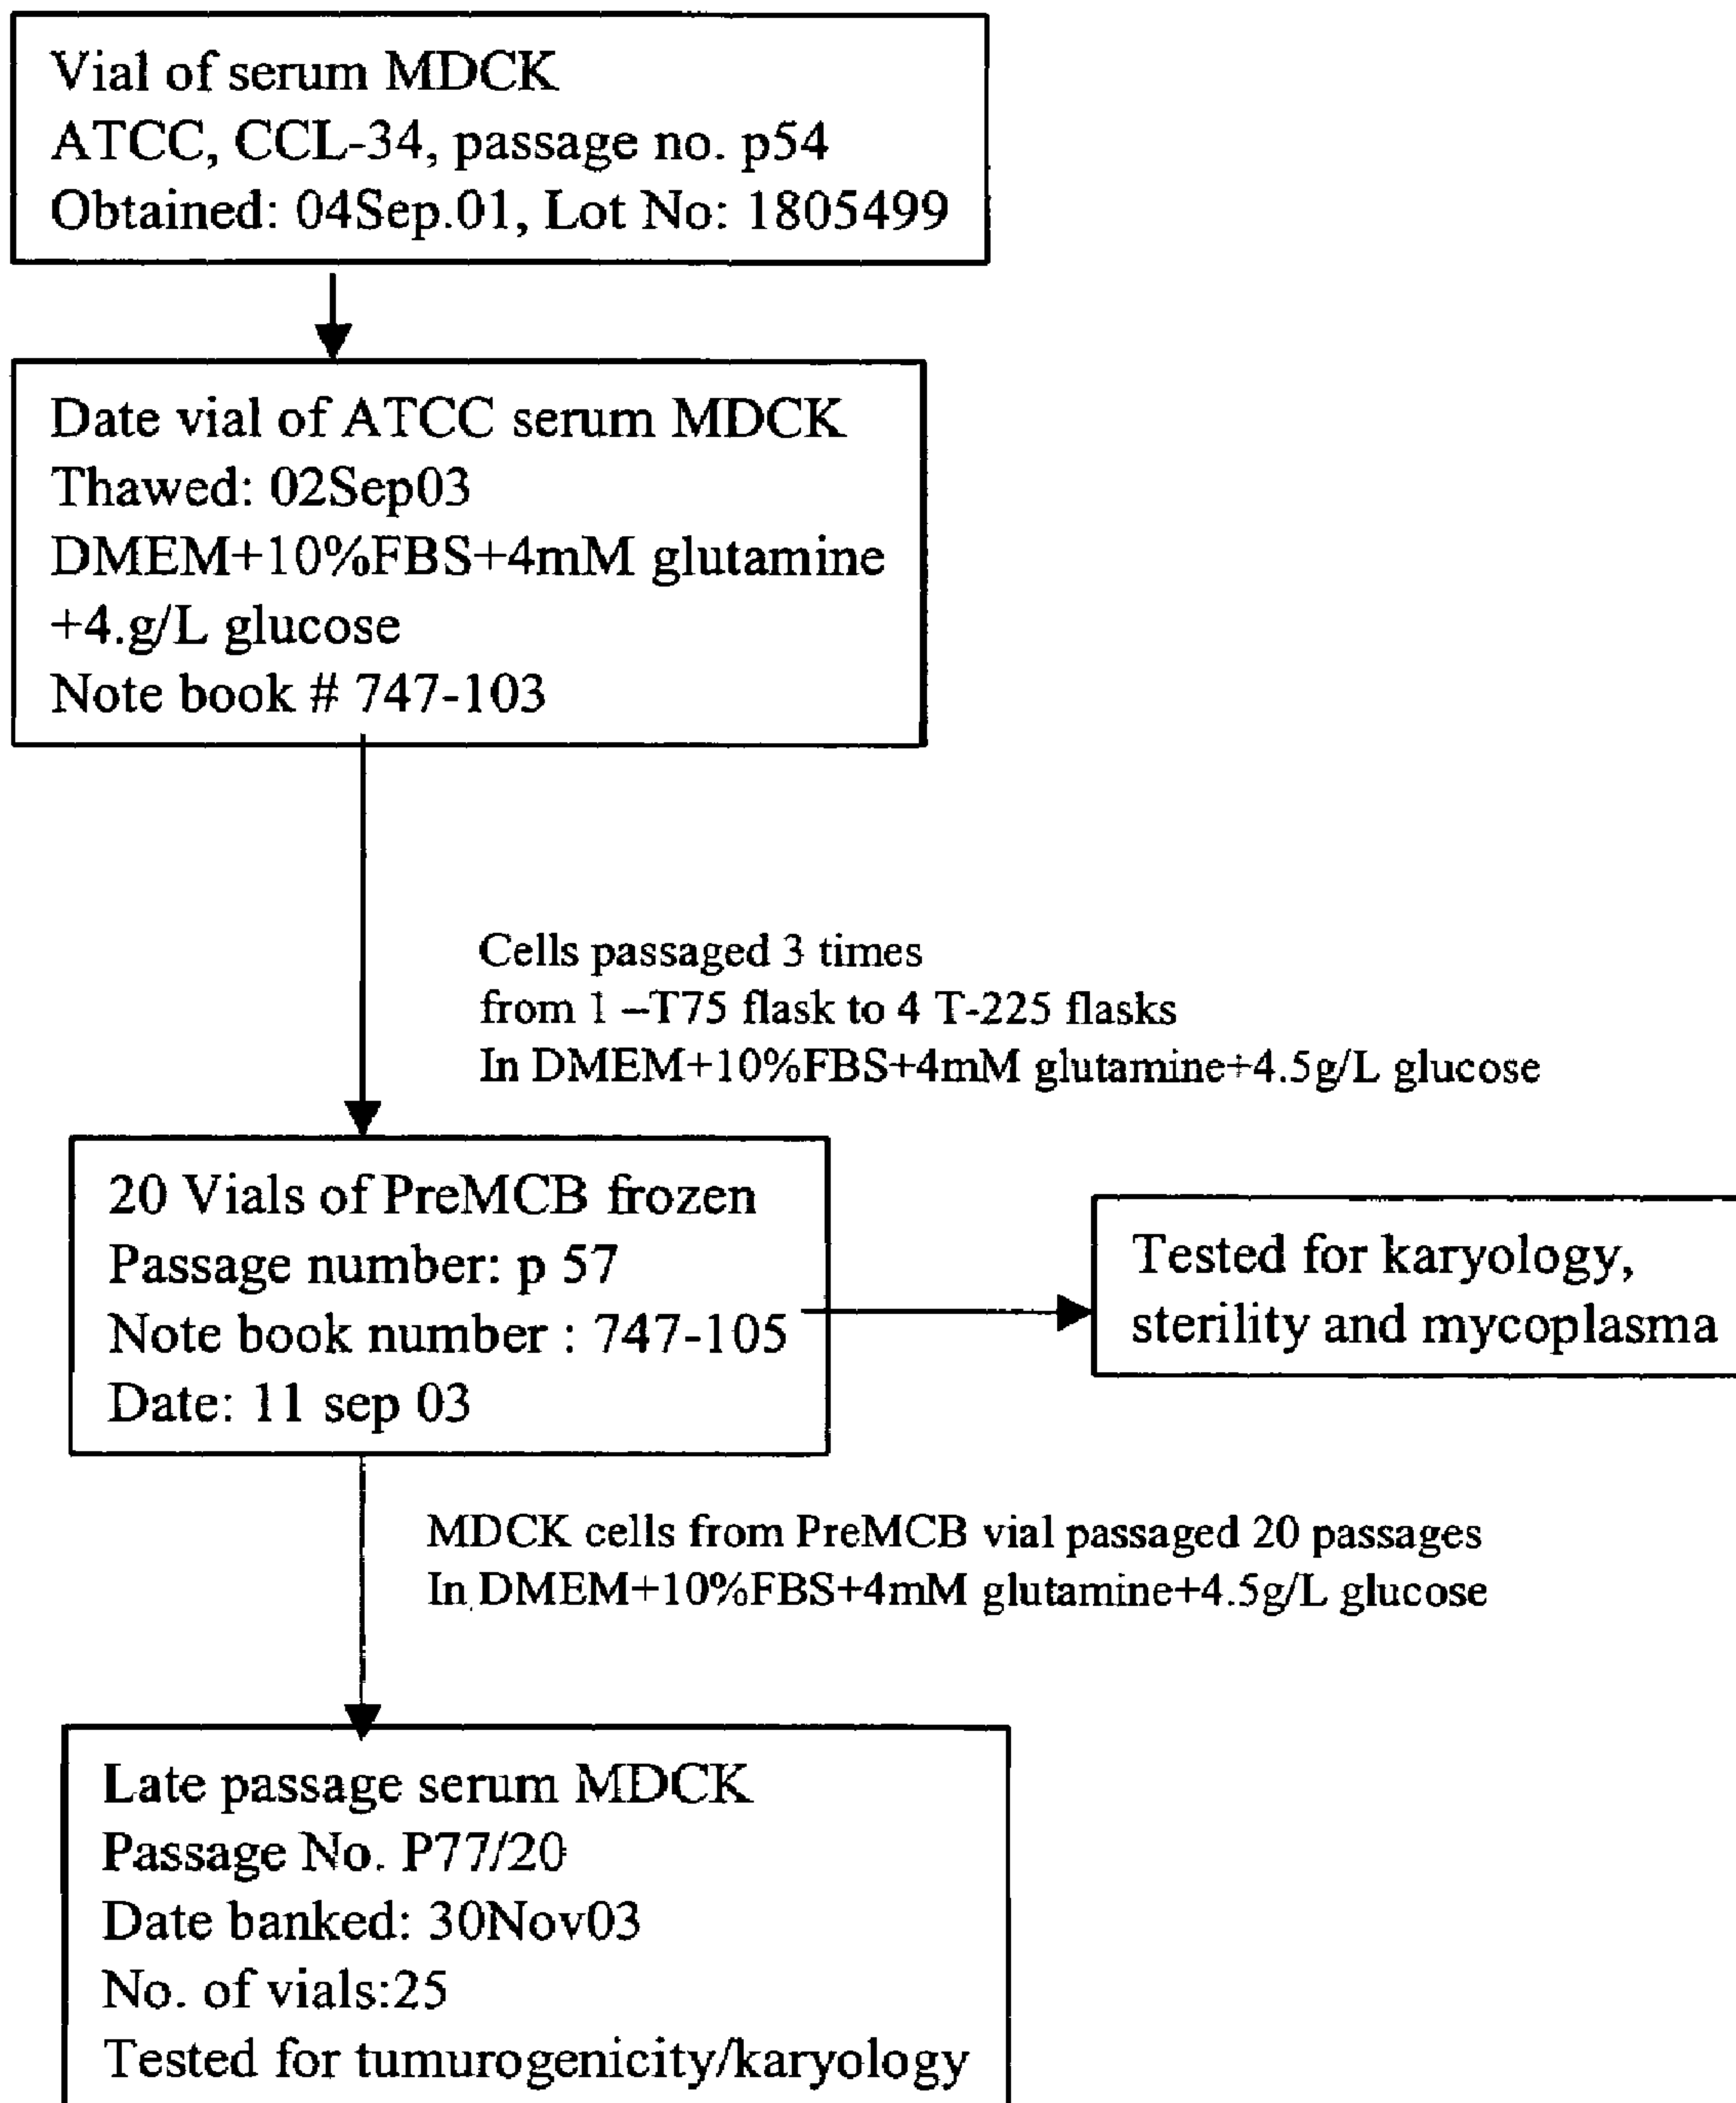 Vial of serum MDCK
ATCC, CCL-34, passage no. p54
Obtained: 04Sep.01, Lot No: 1805499
Date vial of ATCC serum MDCK
Thawed: 02Sep03
DMEM+10%FBS+4mM glutamine
+4.g/L glucose
Note book # 747-103
Cells passaged 3 times
from 1 –T75 flask to 4 T-225 flasks
In DMEM+10%FBS+4mM glutamine+4.5g/L glucose
20 Vials of PreMCB frozen
Passage number: p 57
Note book number : 747-105
Date: 11 sep 03
Tested for karyology,
sterility and mycoplasma
MDCK cells from PreMCB vial passaged 20 passages
In DMEM+10%FBS+4mM glutamine+4.5g/L glucose
Late passage serum MDCK
Passage No. P77/20
Date banked: 30Nov03
No. of vials:25
Tested for tumurogenicity/karyology